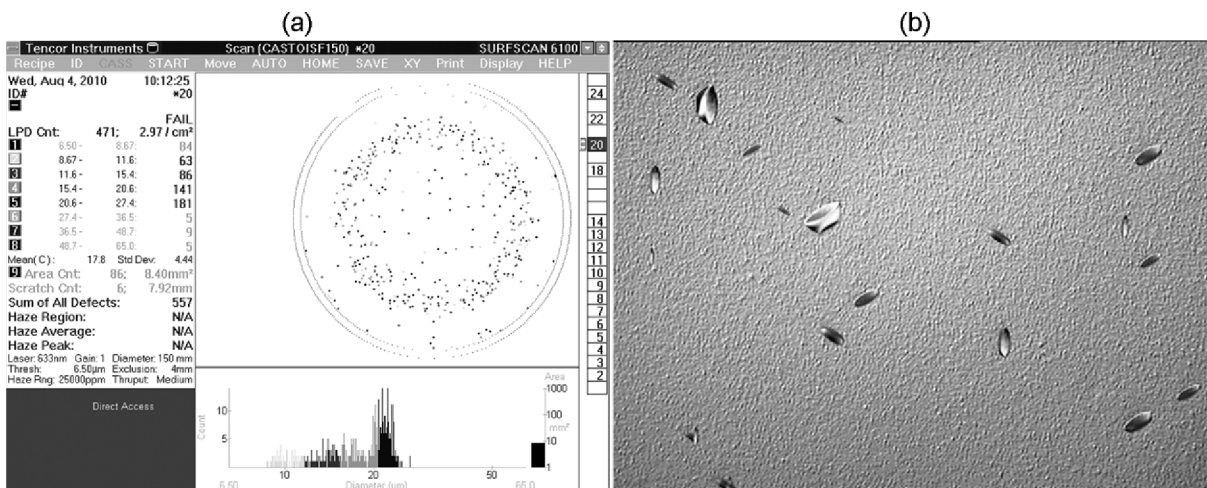 (a)
(b)
Tencor Instruments Scan (CASTOISF150) *20 SURFSCAN 6100
Recipe ID CASS START Move AUTO HOME SAVE XY Print Display HELP
Wed, Aug 4, 2010 10:12:25
ID# *20
FAIL
LPD Cnt: 471; 2.97 / cm²
1 6.50 - 8.67: 84
2 8.67 - 11.6: 63
3 11.6 - 15.4: 86
4 15.4 - 20.6: 141
5 20.6 - 27.4: 181
6 27.4 - 36.5: 5
7 36.5 - 48.7: 9
8 48.7 - 65.0: 5
Mean( C ): 17.8 Std Dev: 4.44
9 Area Cnt: 86; 8.40mm²
Scratch Cnt: 6; 7.92mm
Sum of All Defects: 557
Haze Region: N/A
Haze Average: N/A
Haze Peak: N/A
Laser: 633nm Gain: 1 Diameter: 150 mm
Thresh: 6.50µm Exclusion: 4mm
Haze Rng: 25000ppm Thruput: Medium
Direct Access
24
22
20
18
14
13
12
11
10
9
8
7
6
5
4
3
2
Count
10
5
Area
1000
100
mm²
10
1
10 20 50
6.50 Diameter (um) 65.0